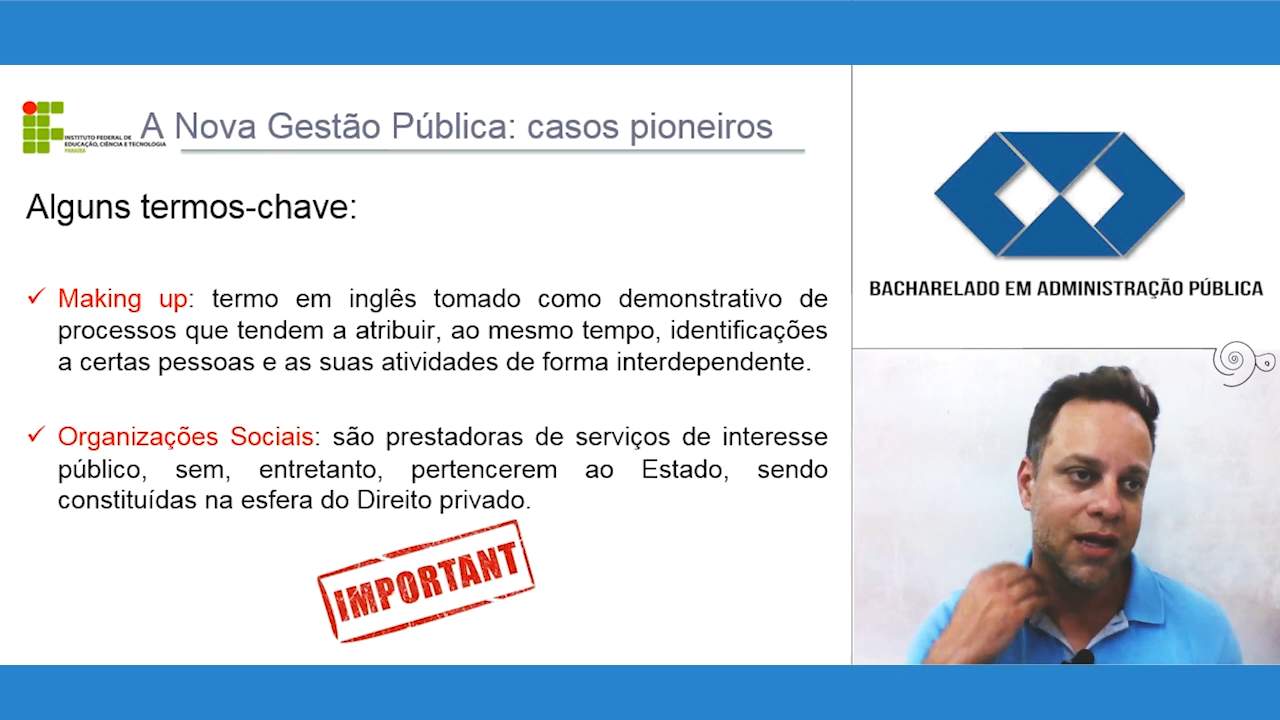 INSTITUTO FEDERAL DE
EDUCAÇÃO, CIÊNCIA E TECNOLOGIA
PARAÍBA
A Nova Gestão Pública: casos pioneiros
Alguns termos-chave:
✓ Making up: termo em inglês tomado como demonstrativo de
processos que tendem a atribuir, ao mesmo tempo, identificações
a certas pessoas e as suas atividades de forma interdependente.
✓ Organizações Sociais: são prestadoras de serviços de interesse
público, sem, entretanto, pertencerem ao Estado, sendo
constituídas na esfera do Direito privado.
IMPORTANT
BACHARELADO EM ADMINISTRAÇÃO PÚBLICA